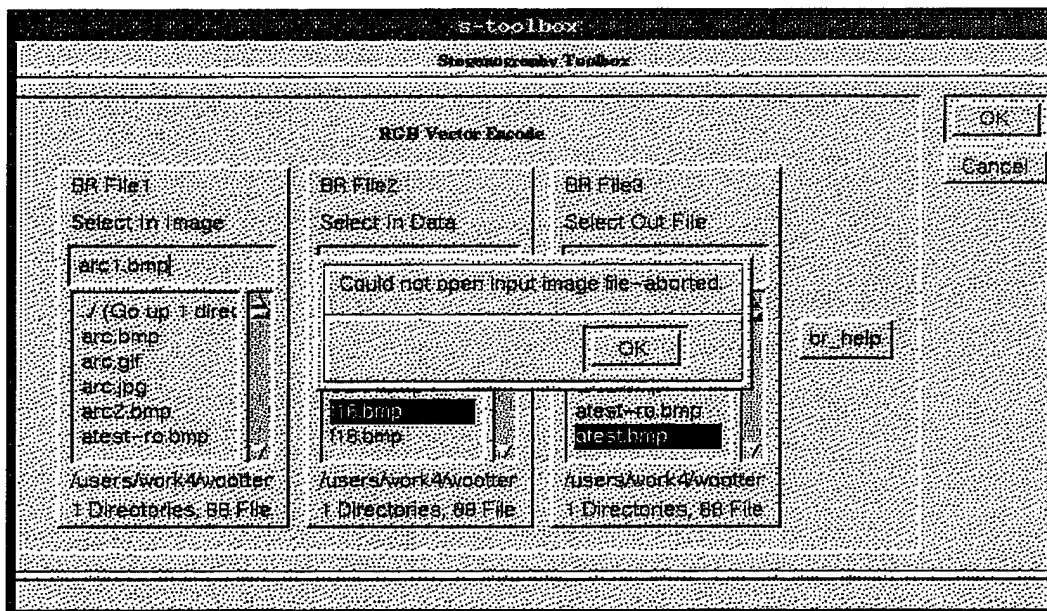 s-toolbox
Steganography Toolbox
RGB Vector Encode
OK
Cancel
BR File1
Select In Image
arc1.bmp
./ (Go up 1 direc
arc.bmp
arc.gif
arc.jpg
arc2.bmp
atest-ro.bmp
/users/work4/wootter
1 Directories, 88 File
BR File2
Select In Data
f16.bmp
f18.bmp
/users/work4/wootter
1 Directories, 88 File
BR File3
Select Out File
atest-ro.bmp
atest.bmp
/users/work4/wootter
1 Directories, 88 File
Could not open input image file-aborted.
OK
br_help